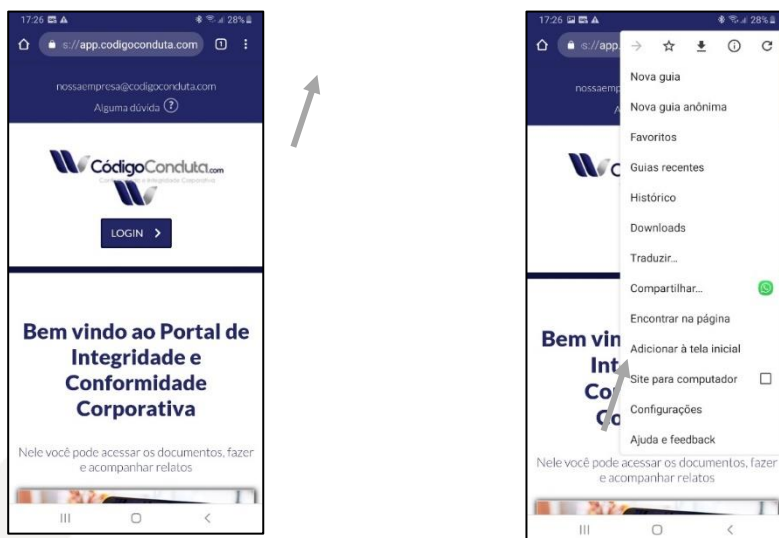 17:26
28%
s://app.codigoconduta.com
1
nossaempresa@codigoconduta.com
Alguma dúvida ?
CódigoConduta.com
LOGIN
Bem vindo ao Portal de
Integridade e
Conformidade
Corporativa
Nele você pode acessar os documentos, fazer
e acompanhar relatos
17:26
28%
s://app.
nossaemp
Nova guia
Nova guia anônima
Favoritos
Guias recentes
Histórico
Downloads
Traduzir...
Compartilhar...
Encontrar na página
Adicionar à tela inicial
Site para computador
Configurações
Ajuda e feedback
Bem vin
Int
Co
Co
Nele você pode acessar os documentos, fazer
e acompanhar relatos